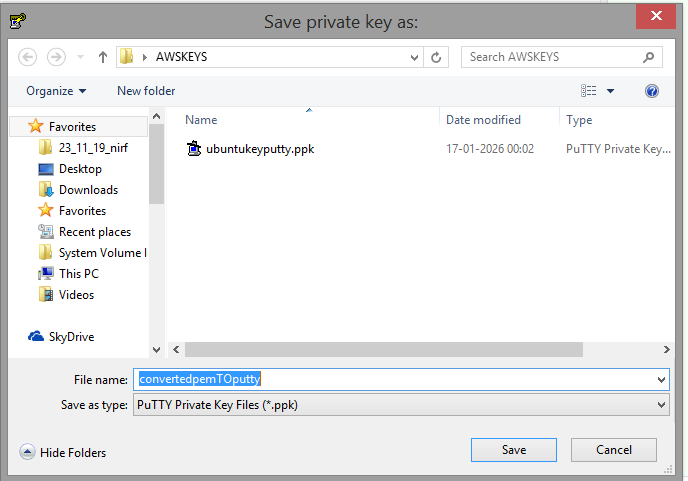 Save private key as:
AWSKEYS
Search AWSKEYS
Organize
New folder
Name
Date modified
Type
Favorites
23_11_19_nirf
Desktop
Downloads
Favorites
Recent places
System Volume I
This PC
Videos
SkyDrive
ubuntukeyputty.ppk
17-01-2026 00:02
PuTTY Private Key...
File name:
convertedpemTOputty
Save as type:
PuTTY Private Key Files (*.ppk)
Hide Folders
Save
Cancel